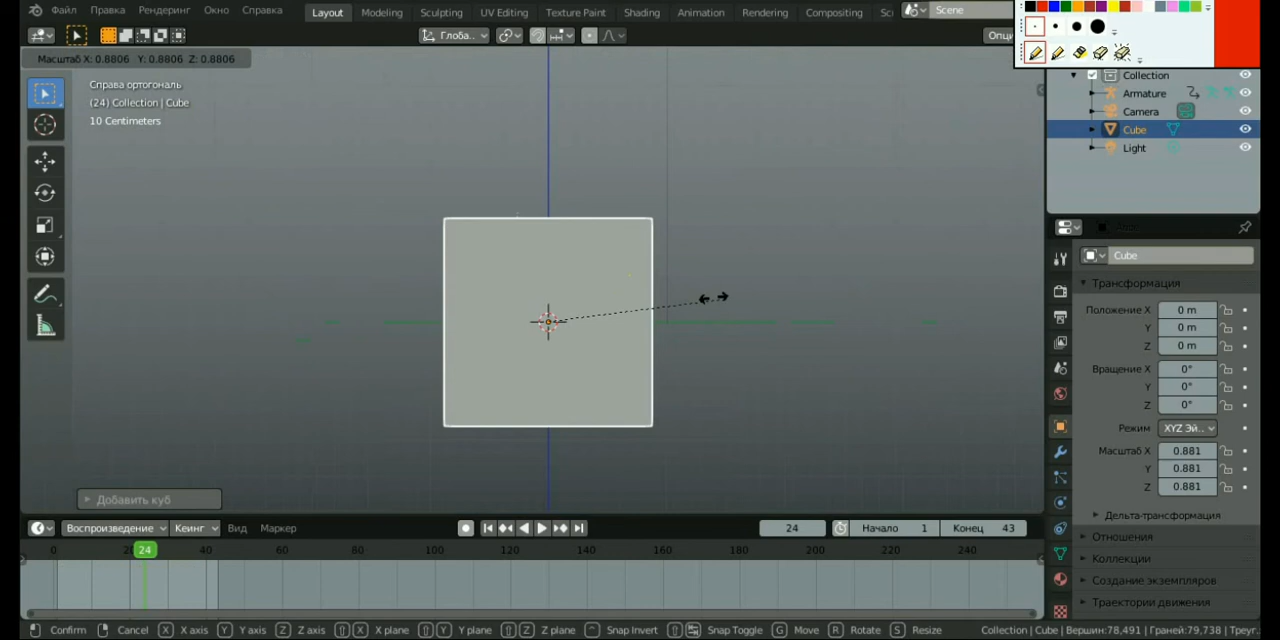 Файл Правка Рендеринг Окно Справка Layout Modeling Sculpting UV Editing Texture Paint Shading Animation Rendering Compositing Sc Scene
Глоба.. Опци
Масштаб X: 0.8806 Y: 0.8806 Z: 0.8806
Справа ортогональ
(24) Collection | Cube
10 Centimeters
Collection
Armature
Camera
Cube
Light
Cube
Трансформация
Положение X 0 m
Y 0 m
Z 0 m
Вращение X 0°
Y 0°
Z 0°
Режим XYZ Эй..
Масштаб X 0.881
Y 0.881
Z 0.881
Дельта-трансформация
Отношения
Коллекции
Создание экземпляров
Траектории движения
Добавить куб
Воспроизведение Кеинг Вид Маркер 24 Начало 1 Конец 43
0 20 24 40 60 80 100 120 140 160 180 200 220 240
Confirm Cancel X X axis Y Y axis Z Z axis X X plane Y Y plane Z Z plane Snap Invert Snap Toggle G Move R Rotate S Resize Collection | Cube | Вершин:78,491 | Граней:79,738 | Треуг